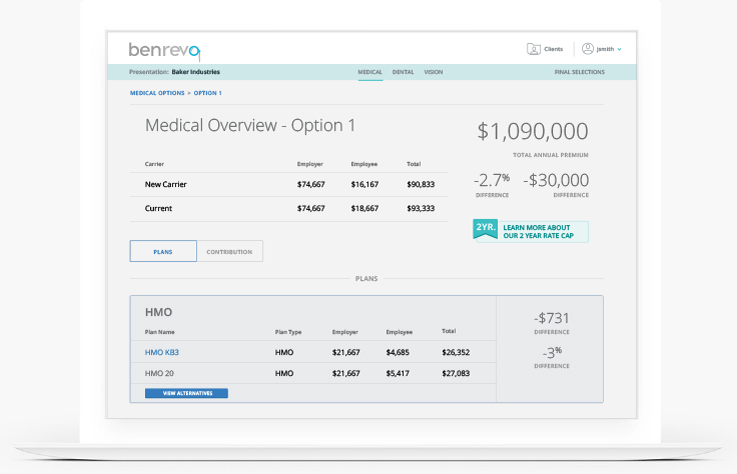 benrevo
Clients
jsmith
Presentation: Baker Industries
MEDICAL DENTAL VISION
FINAL SELECTIONS
MEDICAL OPTIONS > OPTION 1
Medical Overview - Option 1
$1,090,000
TOTAL ANNUAL PREMIUM
Carrier Employer Employee Total
New Carrier $74,667 $16,167 $90,833
Current $74,667 $18,667 $93,333
-2.7% -$30,000
DIFFERENCE DIFFERENCE
2YR.
LEARN MORE ABOUT
OUR 2 YEAR RATE CAP
PLANS CONTRIBUTION
PLANS
HMO
Plan Name Plan Type Employer Employee Total
HMO KB3 HMO $21,667 $4,685 $26,352
HMO 20 HMO $21,667 $5,417 $27,083
VIEW ALTERNATIVES
-$731
DIFFERENCE
-3%
DIFFERENCE